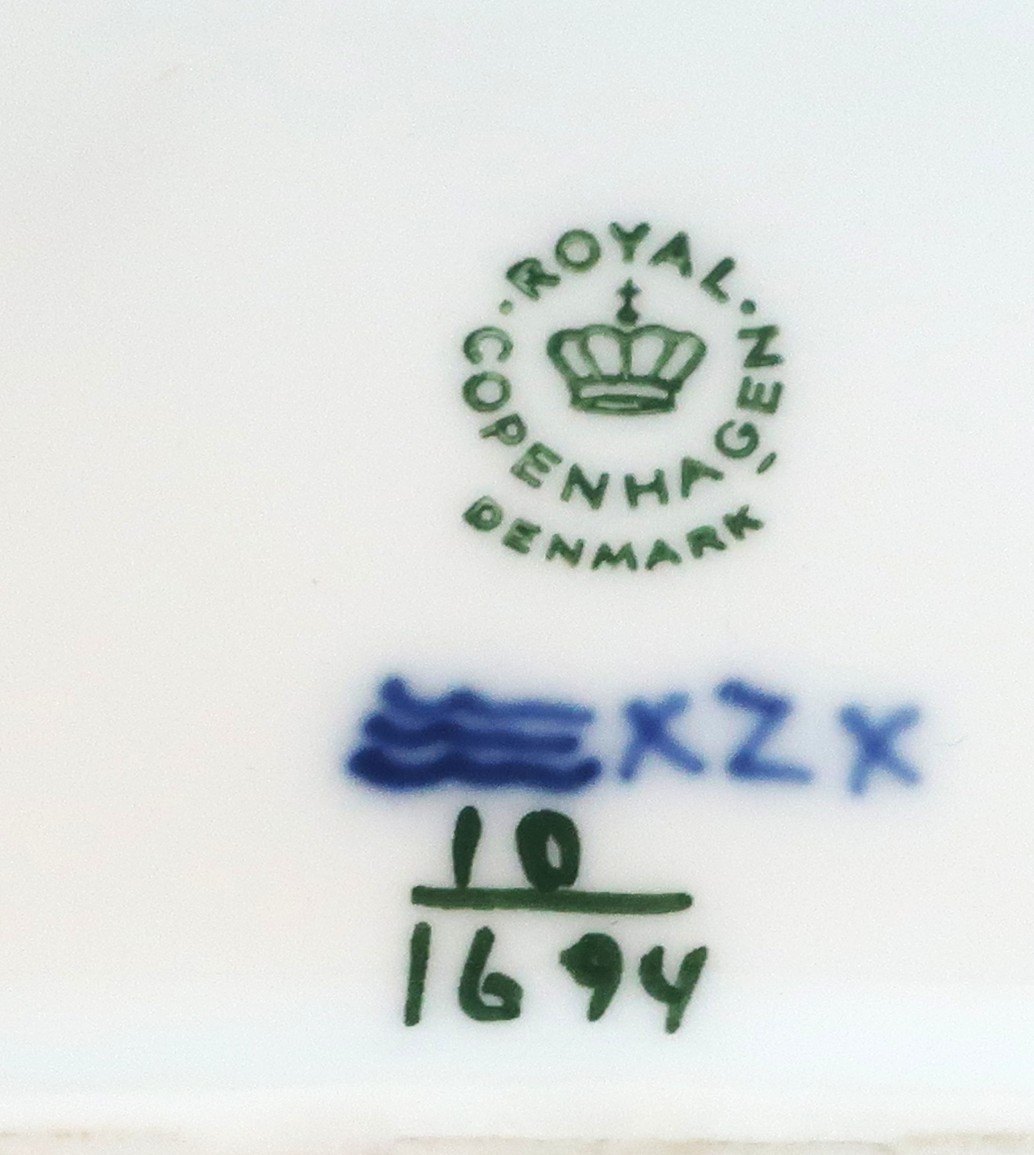 ROYAL
COPENHAGEN
DENMARK
XZX
10
1694